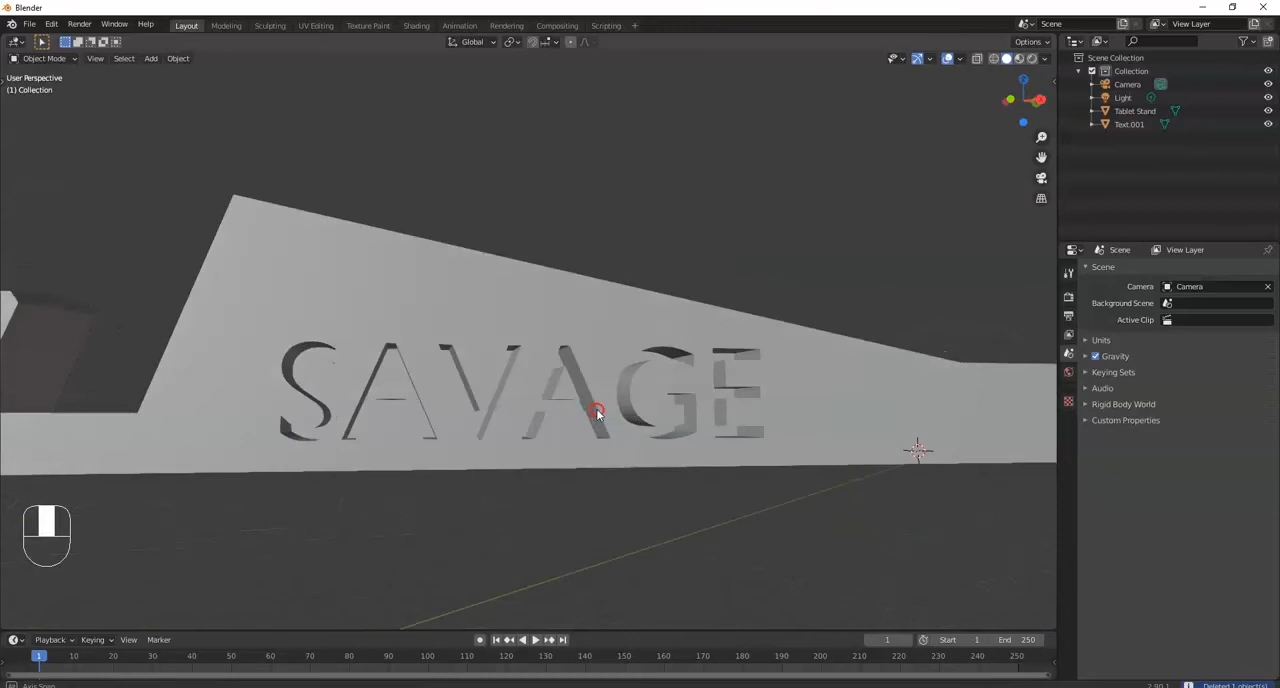 Blender
File Edit Render Window Help Layout Modeling Sculpting UV Editing Texture Paint Shading Animation Rendering Compositing Scripting + Scene View Layer
Global Options
Object Mode View Select Add Object
User Perspective
(1) Collection
Scene Collection
Collection
Camera
Light
Tablet Stand
Text.001
SAVAGE
Scene View Layer
Scene
Camera Camera
Background Scene
Active Clip
Units
Gravity
Keying Sets
Audio
Rigid Body World
Custom Properties
Playback Keying View Marker 1 Start 1 End 250
1 10 20 30 40 50 60 70 80 90 100 110 120 130 140 150 160 170 180 190 200 210 220 230 240 250
Axis Snap 2.90.1 Deleted 1 object(s)